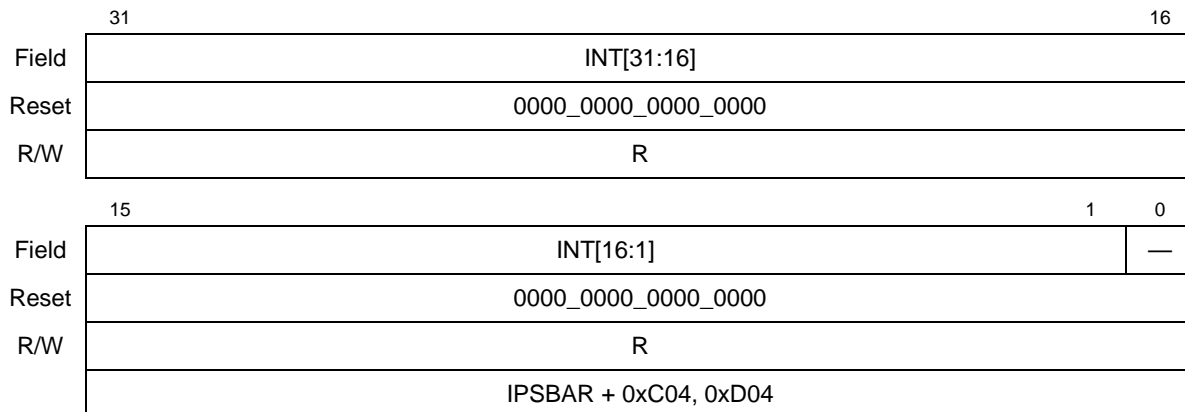 31 16
Field INT[31:16]
Reset 0000_0000_0000_0000
R/W R
15 1 0
Field INT[16:1] —
Reset 0000_0000_0000_0000
R/W R
IPSBAR + 0xC04, 0xD04